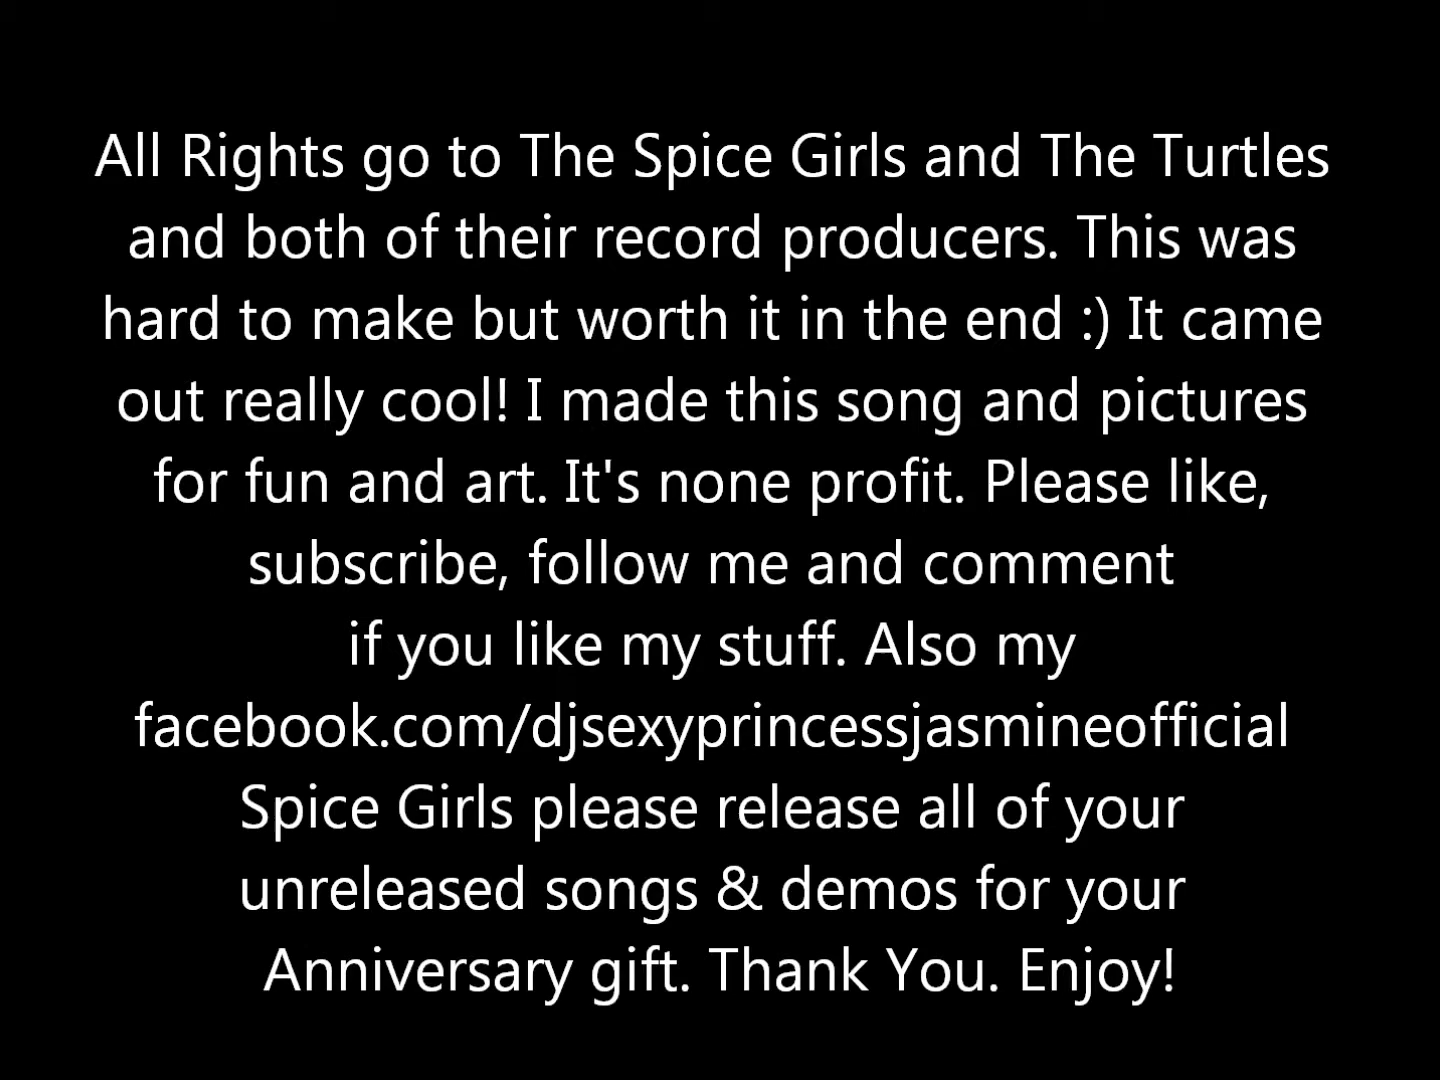 All Rights go to The Spice Girls and The Turtles
and both of their record producers. This was
hard to make but worth it in the end :) It came
out really cool! I made this song and pictures
for fun and art. It's none profit. Please like,
subscribe, follow me and comment
if you like my stuff. Also my
facebook.com/djsexyprincessjasmineofficial
Spice Girls please release all of your
unreleased songs & demos for your
Anniversary gift. Thank You. Enjoy!